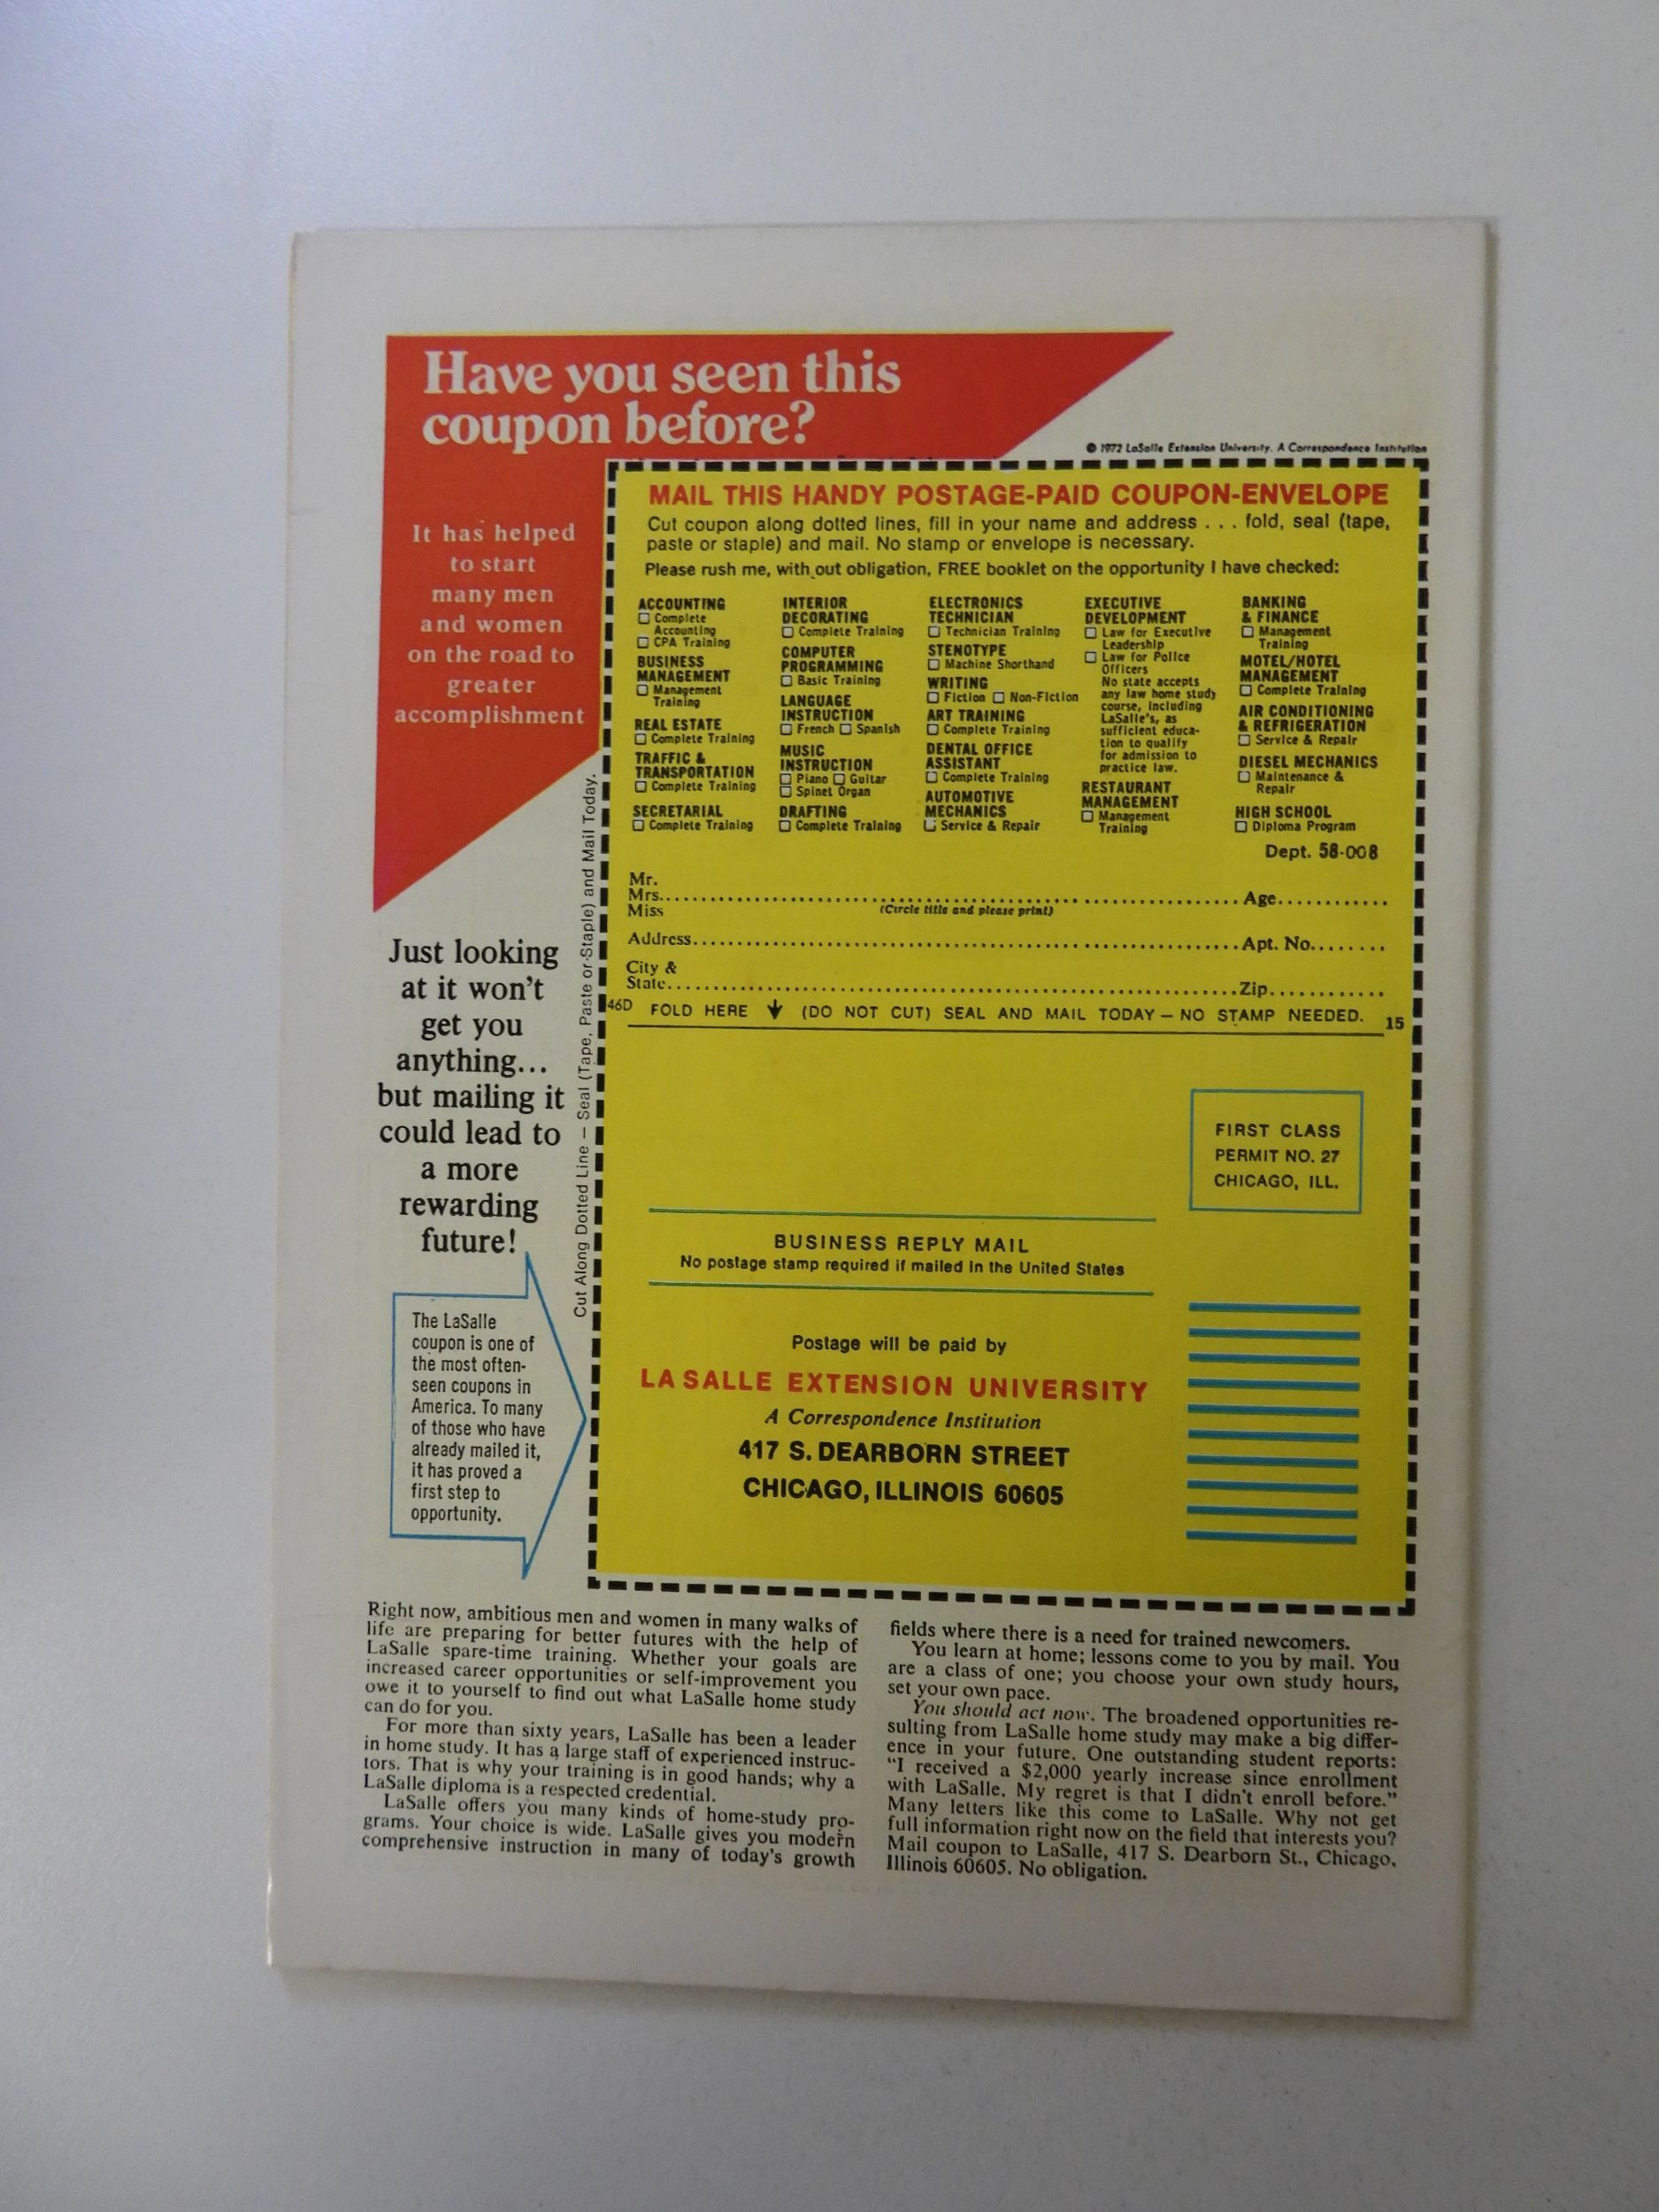 Have you seen this
coupon before?
© 1972 LaSalle Extension University. A Correspondence Institution
It has helped
to start
many men
and women
on the road to
greater
accomplishment
Just looking
at it won't
get you
anything...
but mailing it
could lead to
a more
rewarding
future!
The LaSalle
coupon is one of
the most often-
seen coupons in
America. To many
of those who have
already mailed it,
it has proved a
first step to
opportunity.
Cut Along Dotted Line — Seal (Tape, Paste or Staple) and Mail Today.
MAIL THIS HANDY POSTAGE-PAID COUPON-ENVELOPE
Cut coupon along dotted lines, fill in your name and address . . . fold, seal (tape,
paste or staple) and mail. No stamp or envelope is necessary.
Please rush me, with out obligation, FREE booklet on the opportunity I have checked:
ACCOUNTING
☐ Complete
Accounting
☐ CPA Training
BUSINESS
MANAGEMENT
☐ Management
Training
REAL ESTATE
☐ Complete Training
TRAFFIC &
TRANSPORTATION
☐ Complete Training
SECRETARIAL
☐ Complete Training
INTERIOR
DECORATING
☐ Complete Training
COMPUTER
PROGRAMMING
☐ Basic Training
LANGUAGE
INSTRUCTION
☐ French ☐ Spanish
MUSIC
INSTRUCTION
☐ Piano ☐ Guitar
☐ Spinet Organ
DRAFTING
☐ Complete Training
ELECTRONICS
TECHNICIAN
☐ Technician Training
STENOTYPE
☐ Machine Shorthand
WRITING
☐ Fiction ☐ Non-Fiction
ART TRAINING
☐ Complete Training
DENTAL OFFICE
ASSISTANT
☐ Complete Training
AUTOMOTIVE
MECHANICS
☐ Service & Repair
EXECUTIVE
DEVELOPMENT
☐ Law for Executive
Leadership
☐ Law for Police
Officers
No state accepts
any law home study
course, including
LaSalle's, as
sufficient educa-
tion to qualify
for admission to
practice law.
RESTAURANT
MANAGEMENT
☐ Management
Training
BANKING
& FINANCE
☐ Management
Training
MOTEL/HOTEL
MANAGEMENT
☐ Complete Training
AIR CONDITIONING
& REFRIGERATION
☐ Service & Repair
DIESEL MECHANICS
☐ Maintenance &
Repair
HIGH SCHOOL
☐ Diploma Program
Dept. 58-008
Mr.
Mrs. Age
Miss (Circle title and please print)
Address Apt. No.
City &
State Zip
46D FOLD HERE ↓ (DO NOT CUT) SEAL AND MAIL TODAY — NO STAMP NEEDED. 15
FIRST CLASS
PERMIT NO. 27
CHICAGO, ILL.
BUSINESS REPLY MAIL
No postage stamp required if mailed in the United States
Postage will be paid by
LA SALLE EXTENSION UNIVERSITY
A Correspondence Institution
417 S. DEARBORN STREET
CHICAGO, ILLINOIS 60605
Right now, ambitious men and women in many walks of
life are preparing for better futures with the help of
LaSalle spare-time training. Whether your goals are
increased career opportunities or self-improvement you
owe it to yourself to find out what LaSalle home study
can do for you.
For more than sixty years, LaSalle has been a leader
in home study. It has a large staff of experienced instruc-
tors. That is why your training is in good hands; why a
LaSalle diploma is a respected credential.
LaSalle offers you many kinds of home-study pro-
grams. Your choice is wide. LaSalle gives you modern
comprehensive instruction in many of today's growth
fields where there is a need for trained newcomers.
You learn at home; lessons come to you by mail. You
are a class of one; you choose your own study hours,
set your own pace.
You should act now. The broadened opportunities re-
sulting from LaSalle home study may make a big differ-
ence in your future. One outstanding student reports:
"I received a $2,000 yearly increase since enrollment
with LaSalle. My regret is that I didn't enroll before."
Many letters like this come to LaSalle. Why not get
full information right now on the field that interests you?
Mail coupon to LaSalle, 417 S. Dearborn St., Chicago,
Illinois 60605. No obligation.